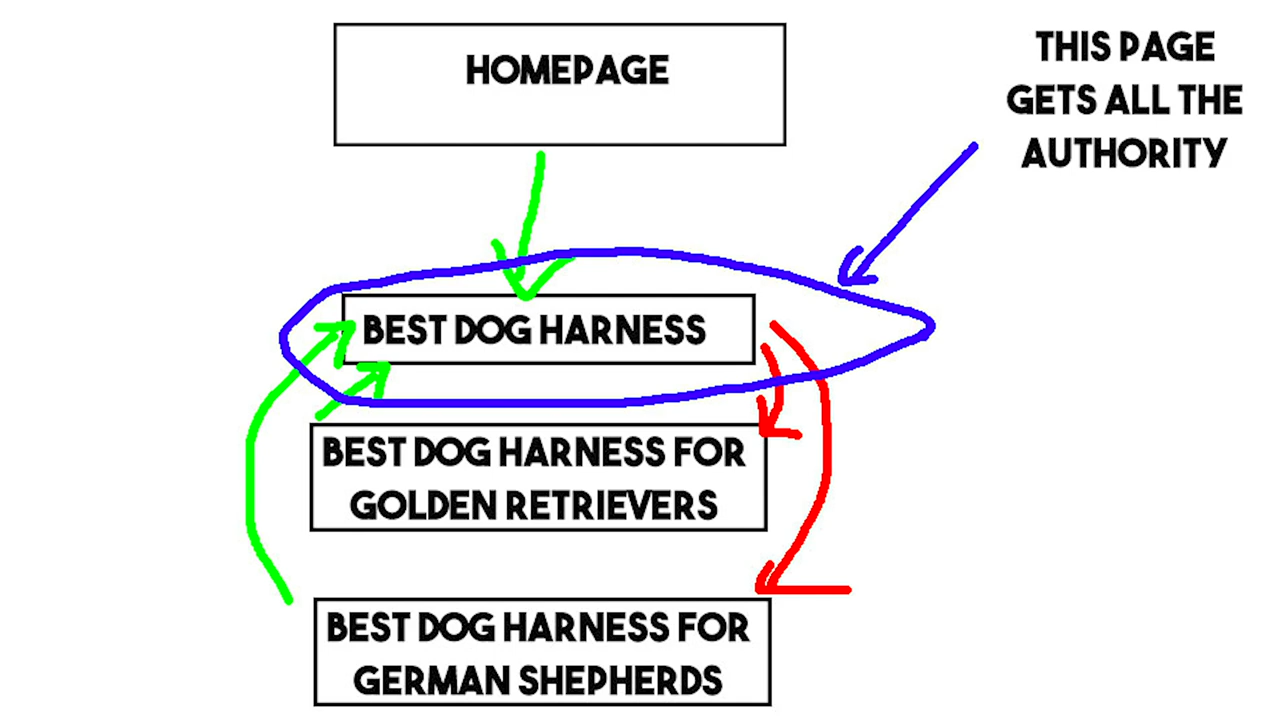 HOMEPAGE
THIS PAGE
GETS ALL THE
AUTHORITY
BEST DOG HARNESS
BEST DOG HARNESS FOR
GOLDEN RETRIEVERS
BEST DOG HARNESS FOR
GERMAN SHEPHERDS